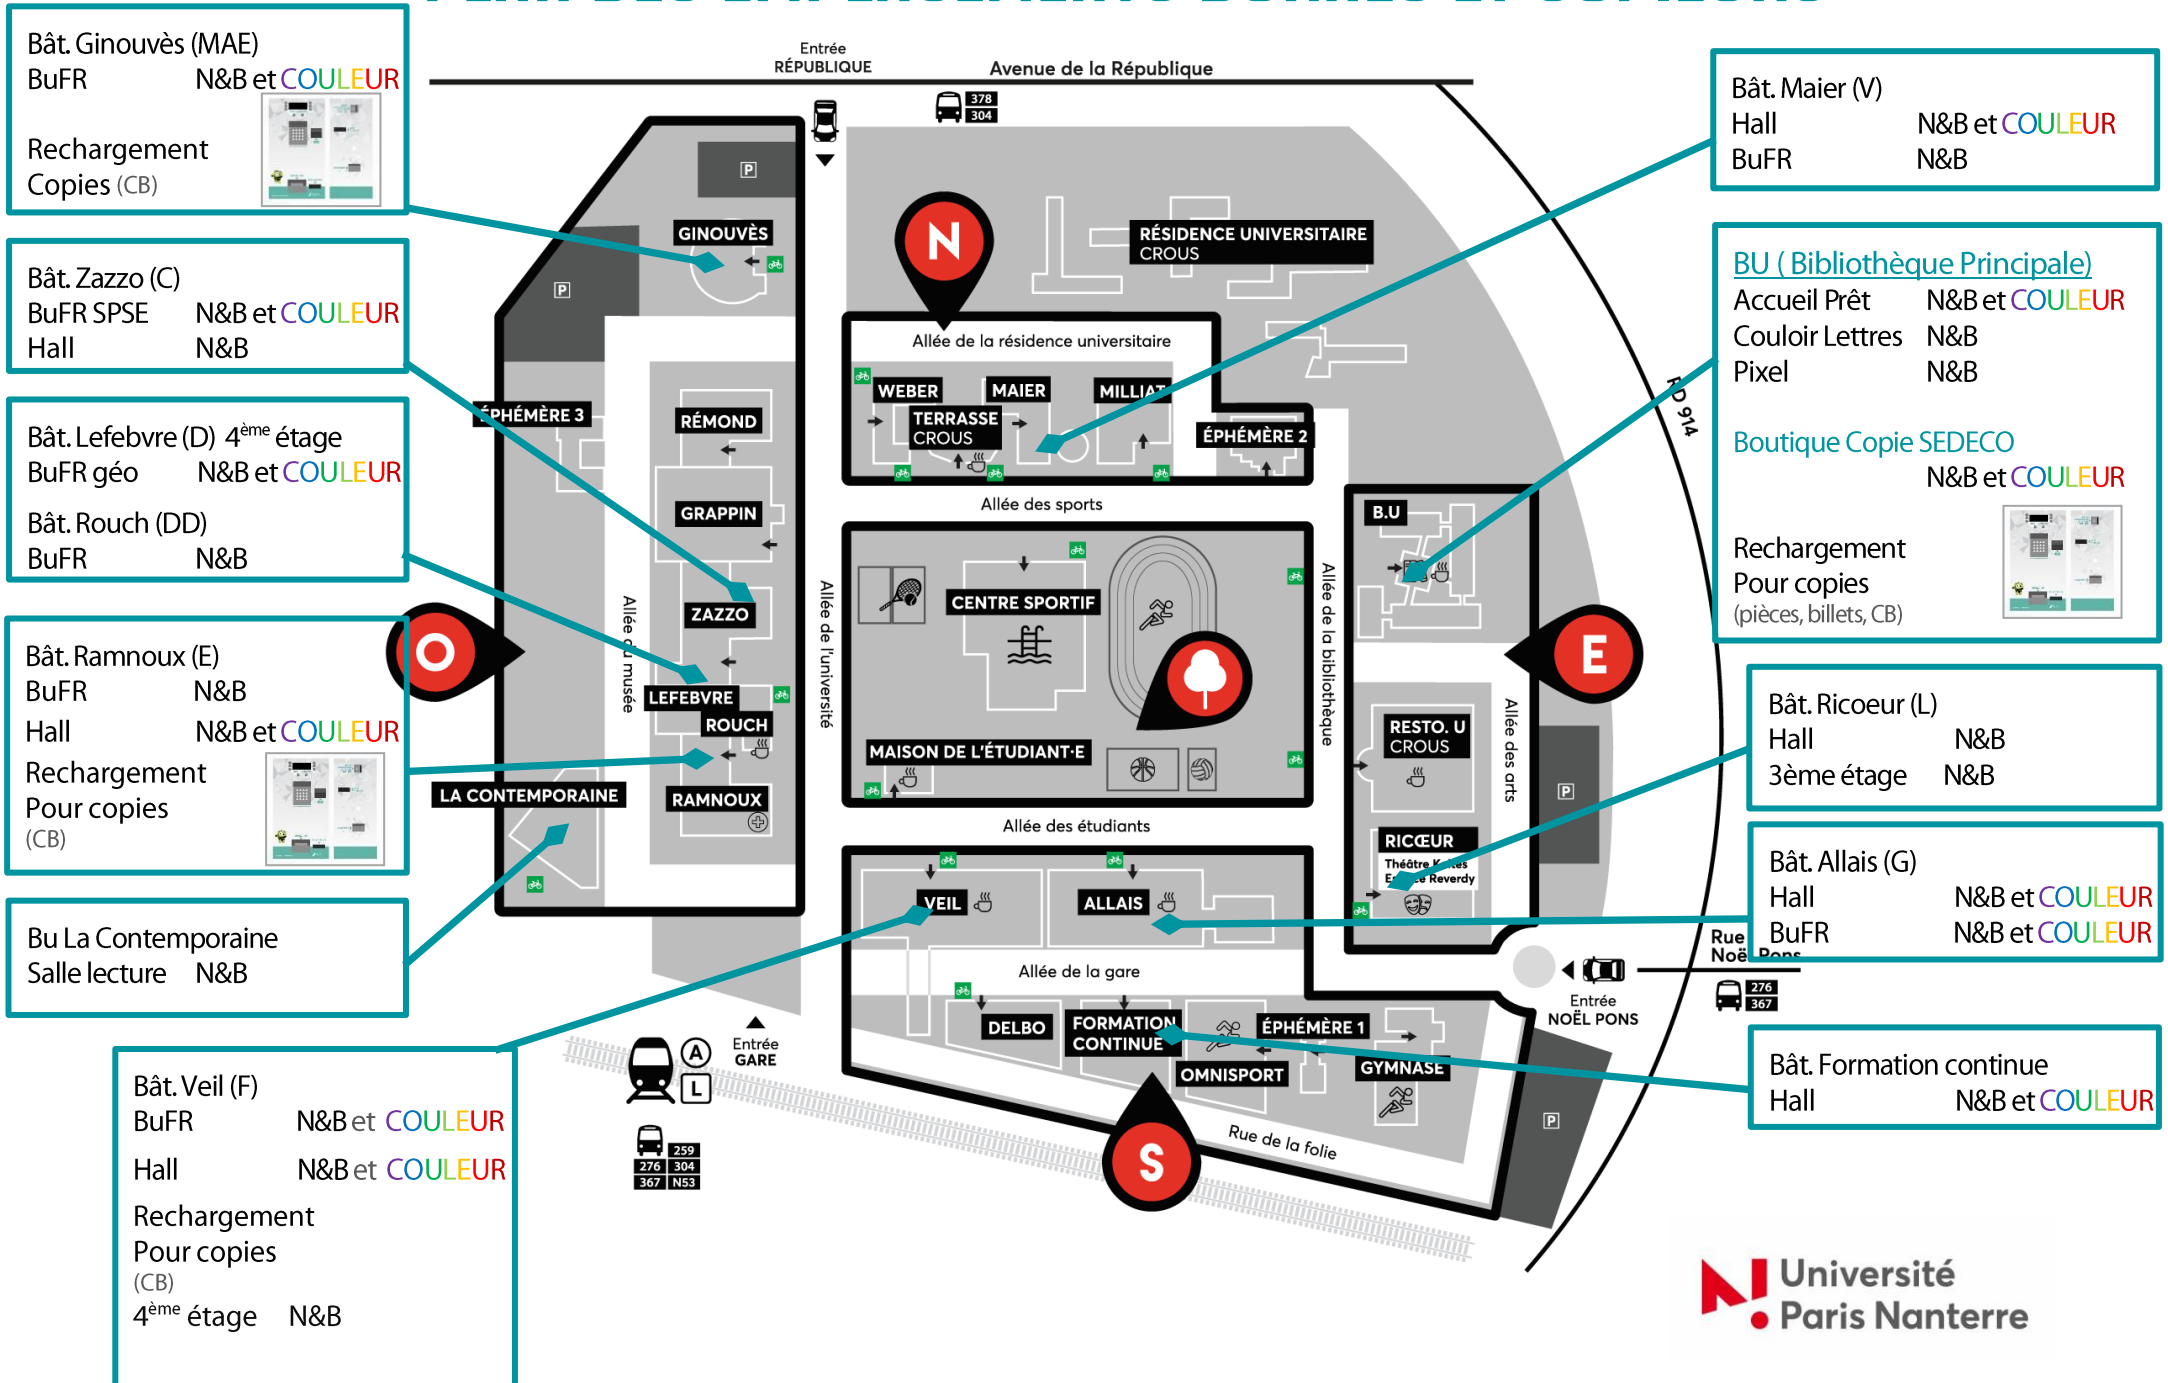 Bât. Ginouvès (MAE)
BuFR N&B et COULEUR
Rechargement
Copies (CB)
Bât. Zazzo (C)
BuFR SPSE N&B et COULEUR
Hall N&B
Bât. Lefebvre (D) 4ème étage
BuFR géo N&B et COULEUR
Bât. Rouch (DD)
BuFR N&B
Bât. Ramnoux (E)
BuFR N&B
Hall N&B et COULEUR
Rechargement
Pour copies
(CB)
Bu La Contemporaine
Salle lecture N&B
Bât. Veil (F)
BuFR N&B et COULEUR
Hall N&B et COULEUR
Rechargement
Pour copies
(CB)
4ème étage N&B
Entrée
RÉPUBLIQUE
Avenue de la République
378
304
P
GINOUVÈS
P
N
RÉSIDENCE UNIVERSITAIRE
CROUS
Allée de la résidence universitaire
WEBER
MAIER
MILLIAT
TERRASSE
CROUS
ÉPHÉMÈRE 2
ÉPHÉMÈRE 3
RÉMOND
GRAPPIN
Allée des sports
B.U
ZAZZO
CENTRE SPORTIF
Allée du musée
Allée de l'université
Allée de la bibliothèque
O
E
LEFEBVRE
ROUCH
RESTO. U
CROUS
Allée des arts
MAISON DE L'ÉTUDIANT·E
LA CONTEMPORAINE
RAMNOUX
P
Allée des étudiants
RICŒUR
Théâtre
Reverdy
VEIL
ALLAIS
Allée de la gare
Rue
Noël Pons
276
367
Entrée
NOËL PONS
DELBO
FORMATION
CONTINUE
ÉPHÉMÈRE 1
OMNISPORT
GYMNASE
Entrée
GARE
A
L
259
276 304
367 N53
S
Rue de la folie
P
RD 914
Bât. Maier (V)
Hall N&B et COULEUR
BuFR N&B
BU ( Bibliothèque Principale)
Accueil Prêt N&B et COULEUR
Couloir Lettres N&B
Pixel N&B
Boutique Copie SEDECO
N&B et COULEUR
Rechargement
Pour copies
(pièces, billets, CB)
Bât. Ricoeur (L)
Hall N&B
3ème étage N&B
Bât. Allais (G)
Hall N&B et COULEUR
BuFR N&B et COULEUR
Bât. Formation continue
Hall N&B et COULEUR
Université
Paris Nanterre